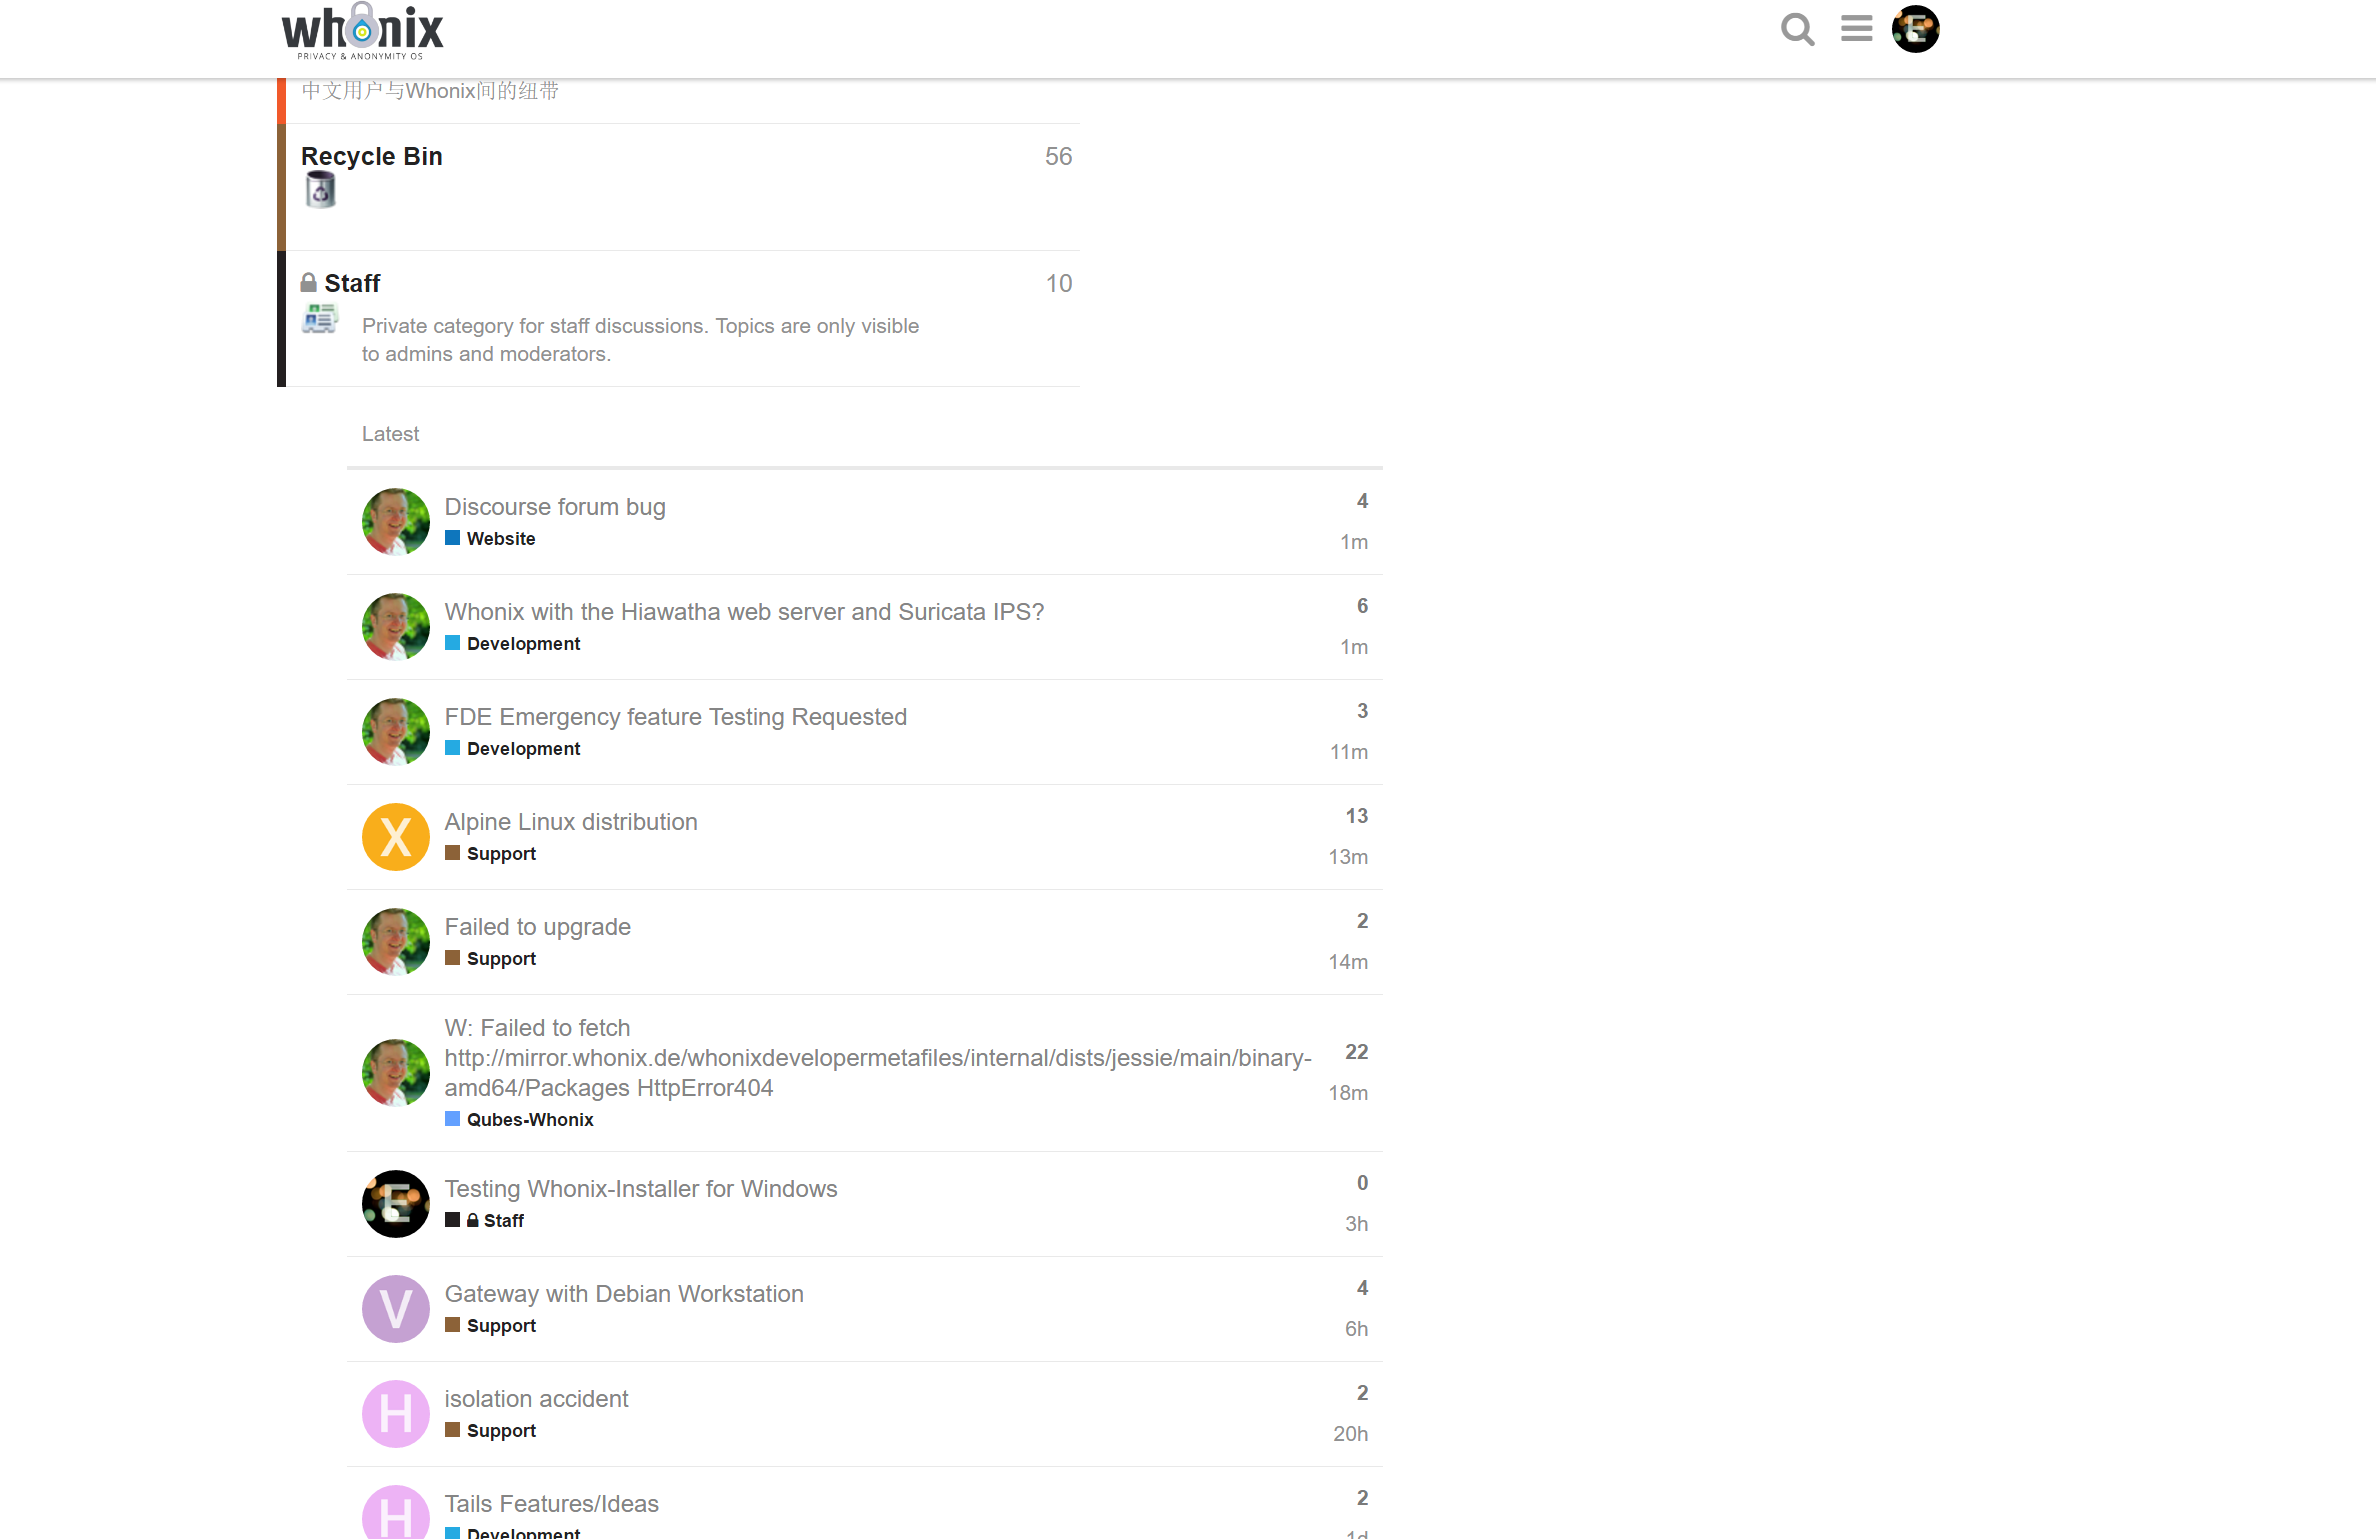 whonix
PRIVACY & ANONYMITY OS
E
中文用户与Whonix间的纽带
Recycle Bin 56
Staff 10
Private category for staff discussions. Topics are only visible
to admins and moderators.
Latest
Discourse forum bug 4
Website 1m
Whonix with the Hiawatha web server and Suricata IPS? 6
Development 1m
FDE Emergency feature Testing Requested 3
Development 11m
X
Alpine Linux distribution 13
Support 13m
Failed to upgrade 2
Support 14m
W: Failed to fetch
http://mirror.whonix.de/whonixdevelopermetafiles/internal/dists/jessie/main/binary- 22
amd64/Packages HttpError404 18m
Qubes-Whonix
E
Testing Whonix-Installer for Windows 0
Staff 3h
V
Gateway with Debian Workstation 4
Support 6h
H
isolation accident 2
Support 20h
H
Tails Features/Ideas 2
Development 1d